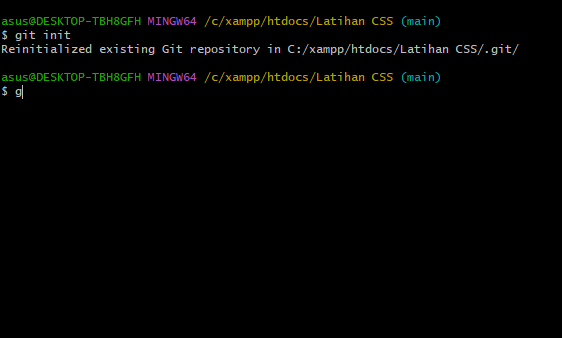 asus@DESKTOP-TBH8GFH MINGW64 /c/xampp/htdocs/Latihan CSS (main)
$ git init
Reinitialized existing Git repository in C:/xampp/htdocs/Latihan CSS/.git/
asus@DESKTOP-TBH8GFH MINGW64 /c/xampp/htdocs/Latihan CSS (main)
$ g